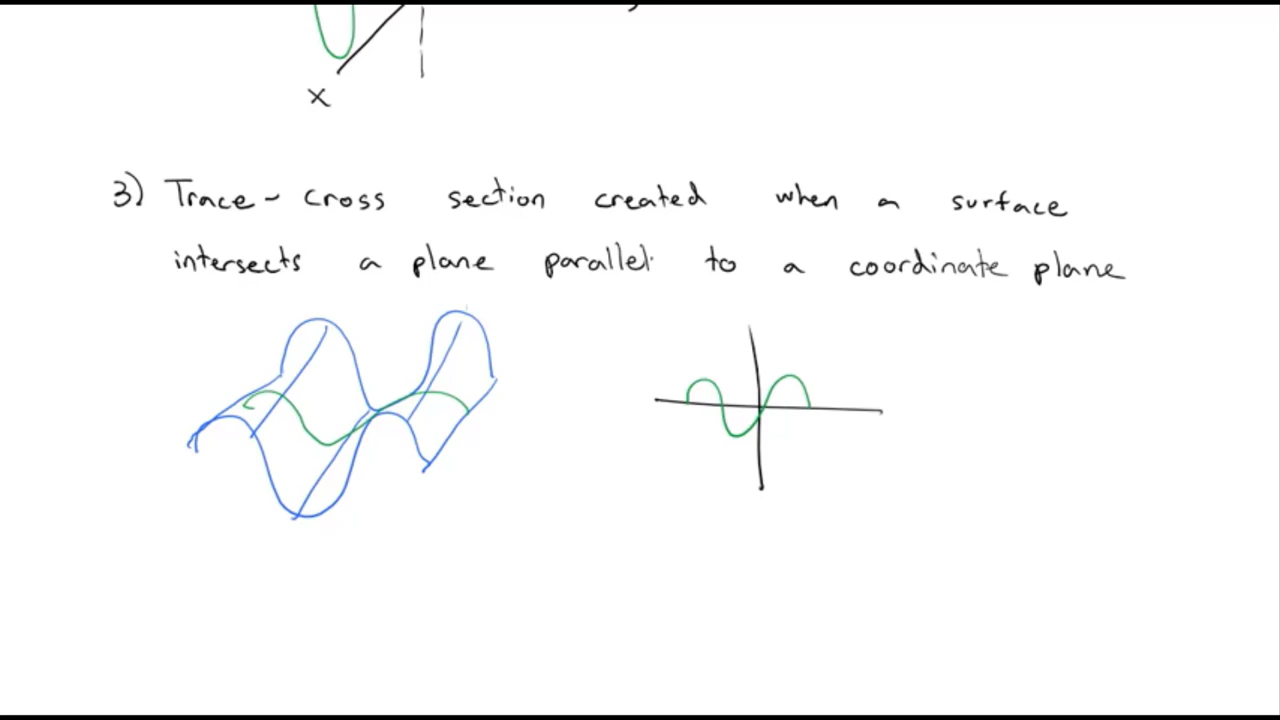 x
3) Trace - cross section created when a surface
intersects a plane parallel to a coordinate plane